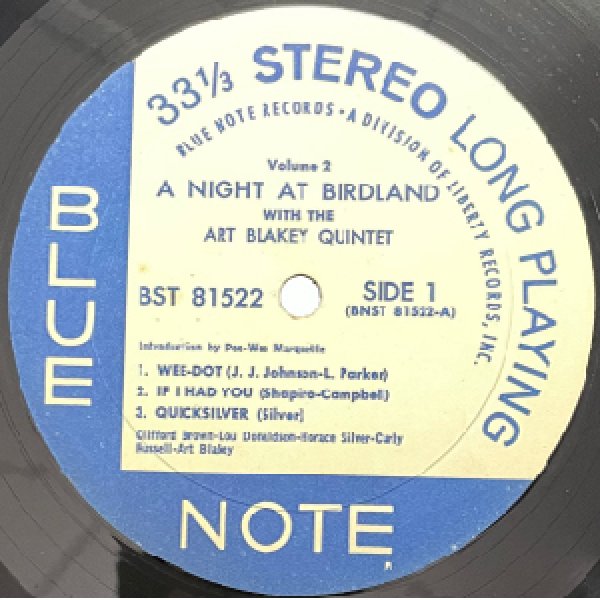 33⅓ STEREO LONG PLAYING
BLUE NOTE RECORDS • A DIVISION OF LIBERTY RECORDS, INC.
Volume 2
A NIGHT AT BIRDLAND
WITH THE
ART BLAKEY QUINTET
BST 81522
SIDE 1
(BNST 81522-A)
Introduction by Pee-Wee Marquette
1. WEE-DOT (J. J. Johnson-L. Parker)
2. IF I HAD YOU (Shapiro-Campbell)
3. QUICKSILVER (Silver)
Clifford Brown-Lou Donaldson-Horace Silver-Curly
Russell-Art Blakey
BLUE
NOTE